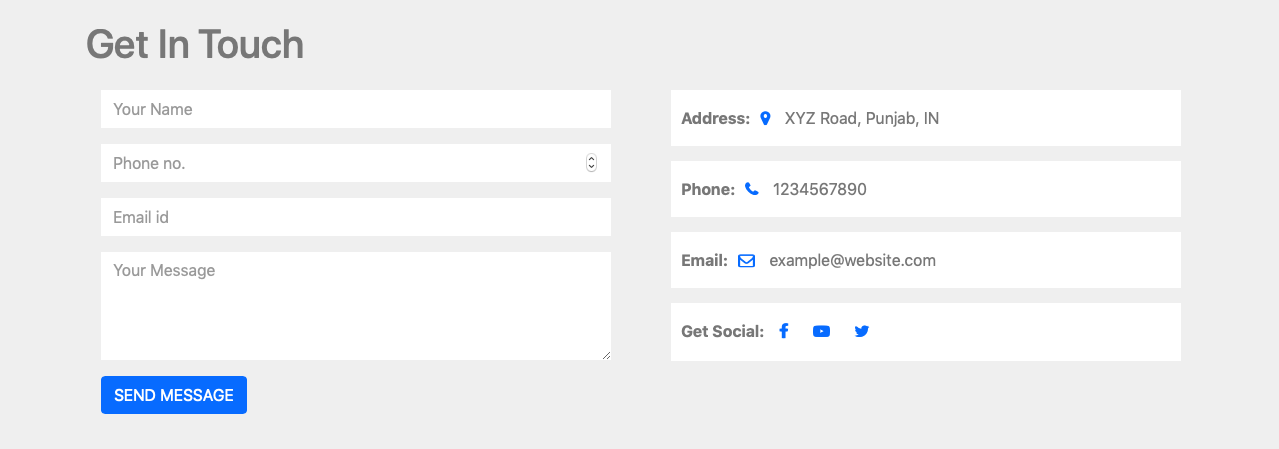 Get In Touch
Your Name
Phone no.
Email id
Your Message
SEND MESSAGE
Address: XYZ Road, Punjab, IN
Phone: 1234567890
Email: example@website.com
Get Social: